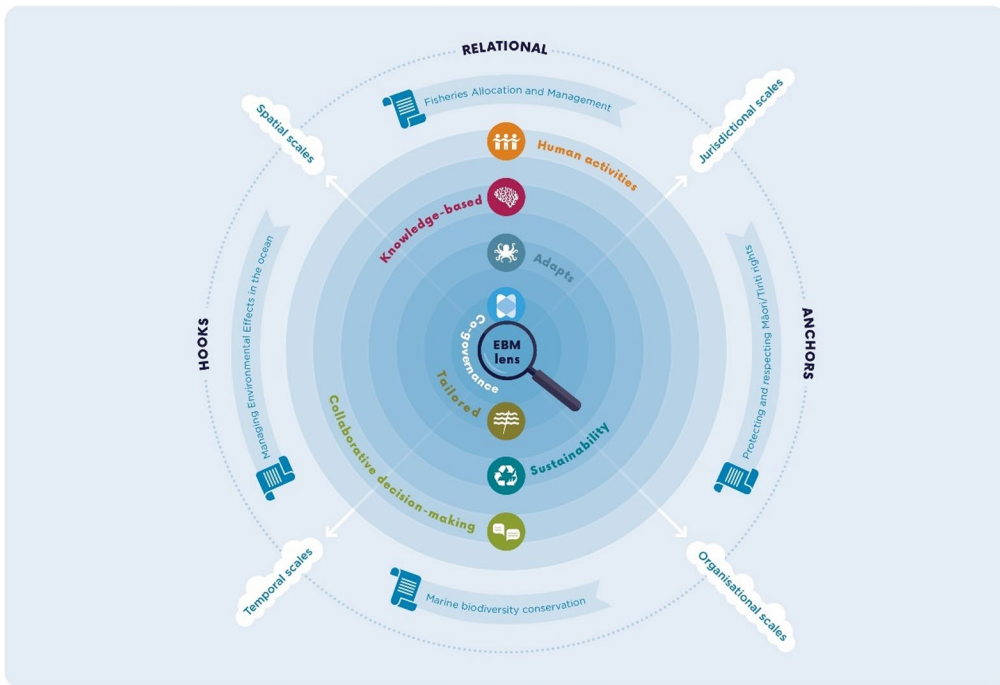 RELATIONAL
Fisheries Allocation and Management
Spatial scales
Jurisdictional scales
Human activities
Knowledge-based
Adapts
Co-governance
EBM
lens
Tailored
Sustainability
Collaborative decision-making
HOOKS
Managing Environmental Effects in the ocean
ANCHORS
Protecting and respecting Māori/Tiriti rights
Temporal scales
Organisational scales
Marine biodiversity conservation